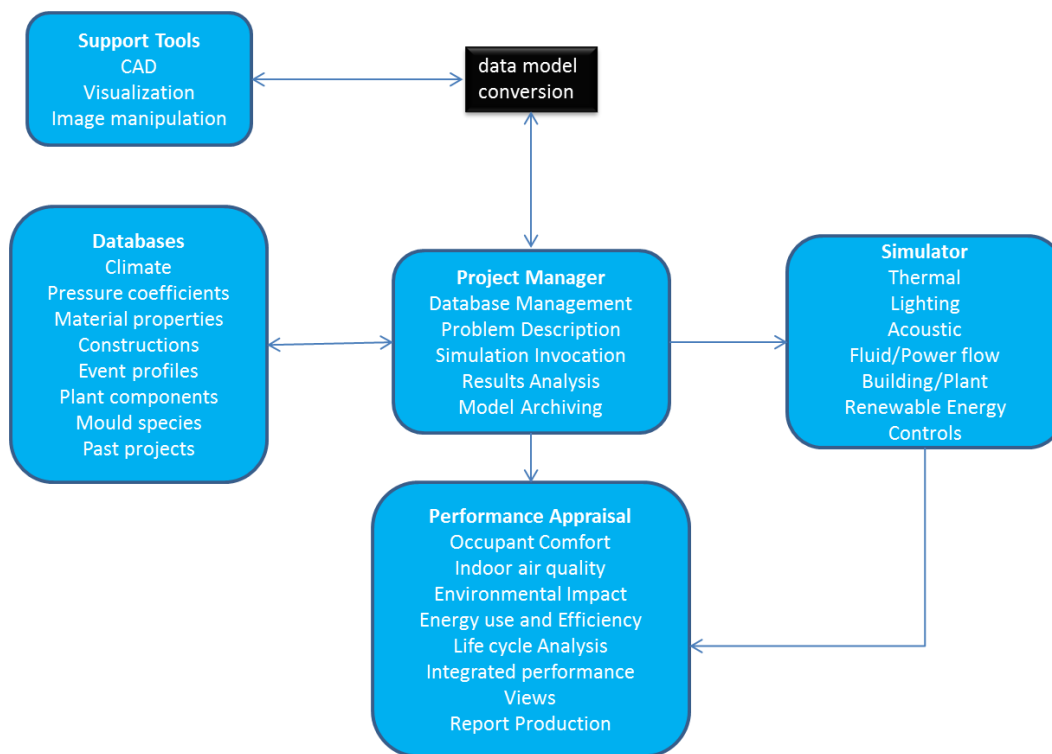 Support Tools
CAD
Visualization
Image manipulation
data model
conversion
Databases
Climate
Pressure coefficients
Material properties
Constructions
Event profiles
Plant components
Mould species
Past projects
Project Manager
Database Management
Problem Description
Simulation Invocation
Results Analysis
Model Archiving
Simulator
Thermal
Lighting
Acoustic
Fluid/Power flow
Building/Plant
Renewable Energy
Controls
Performance Appraisal
Occupant Comfort
Indoor air quality
Environmental Impact
Energy use and Efficiency
Life cycle Analysis
Integrated performance
Views
Report Production